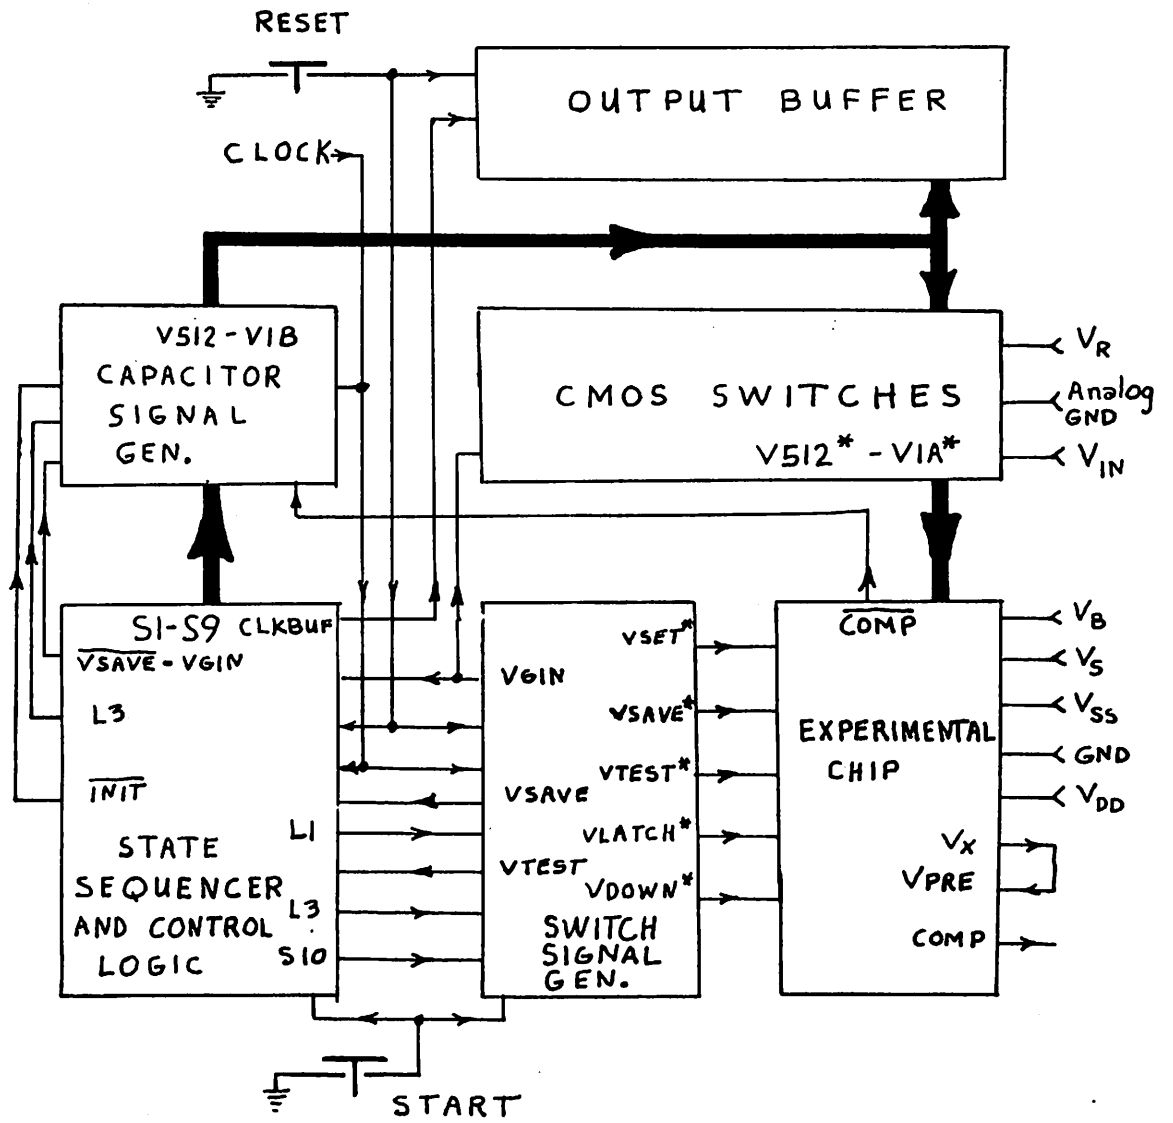 RESET
OUTPUT BUFFER
CLOCK
V512 - V1B
CAPACITOR
SIGNAL
GEN.
CMOS SWITCHES
V512* - V1A*
VR
Analog
GND
VIN
S1-S9 CLKBUF
VSAVE - VGIN
L3
INIT
L1
STATE
SEQUENCER
L3
AND CONTROL
LOGIC
S10
VSET*
VGIN
VSAVE*
VTEST*
VSAVE
VLATCH*
VTEST
VDOWN*
SWITCH
SIGNAL
GEN.
COMP
EXPERIMENTAL
CHIP
VX
VPRE
COMP
VB
VS
VSS
GND
VDD
START